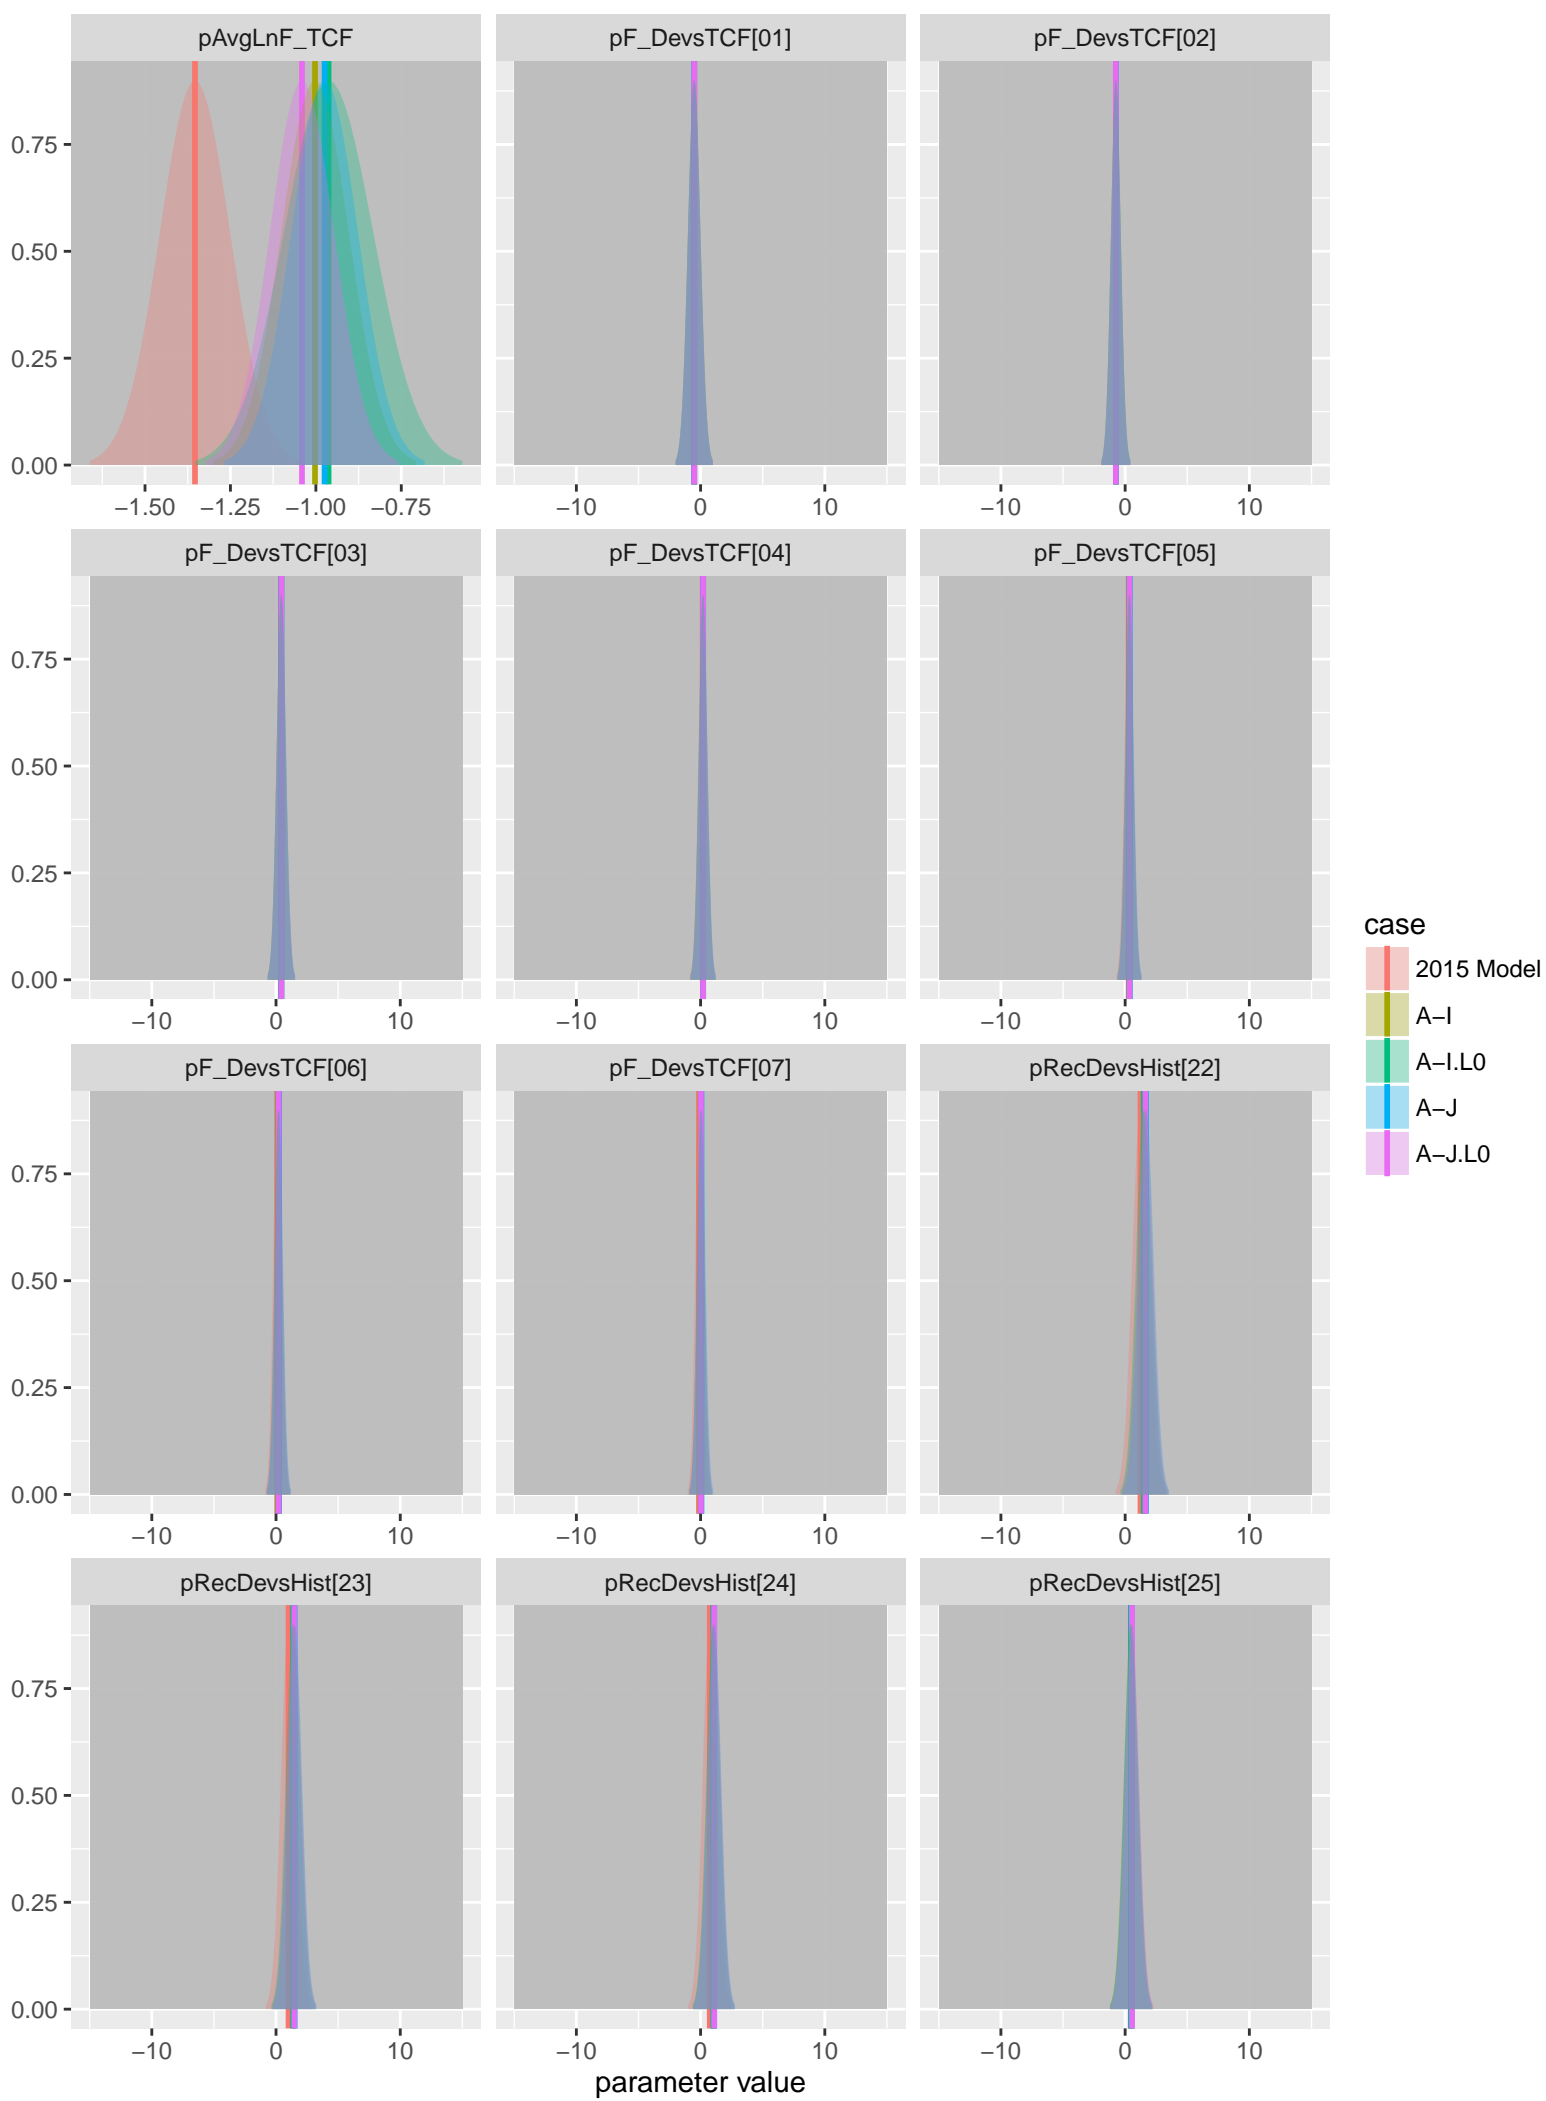 pAvgLnF_TCF pF_DevsTCF[01] pF_DevsTCF[02]
0.75
0.50
0.25
0.00
−1.50 −1.25 −1.00 −0.75 −10 0 10 −10 0 10
pF_DevsTCF[03] pF_DevsTCF[04] pF_DevsTCF[05]
0.75
0.50
0.25
0.00
−10 0 10 −10 0 10 −10 0 10
pF_DevsTCF[06] pF_DevsTCF[07] pRecDevsHist[22]
0.75
0.50
0.25
0.00
−10 0 10 −10 0 10 −10 0 10
pRecDevsHist[23] pRecDevsHist[24] pRecDevsHist[25]
0.75
0.50
0.25
0.00
−10 0 10 −10 0 10 −10 0 10
parameter value
case
2015 Model
A−I
A−I.L0
A−J
A−J.L0